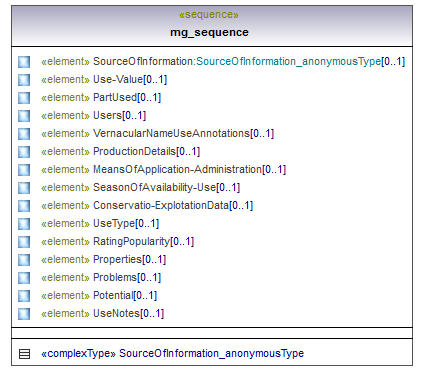 «sequence»
mg_sequence
«element» SourceOfInformation:SourceOfInformation_anonymousType[0..1]
«element» Use-Value[0..1]
«element» PartUsed[0..1]
«element» Users[0..1]
«element» VernacularNameUseAnnotations[0..1]
«element» ProductionDetails[0..1]
«element» MeansOfApplication-Administration[0..1]
«element» SeasonOfAvailability-Use[0..1]
«element» Conservatio-ExplotationData[0..1]
«element» UseType[0..1]
«element» RatingPopularity[0..1]
«element» Properties[0..1]
«element» Problems[0..1]
«element» Potential[0..1]
«element» UseNotes[0..1]
«complexType» SourceOfInformation_anonymousType